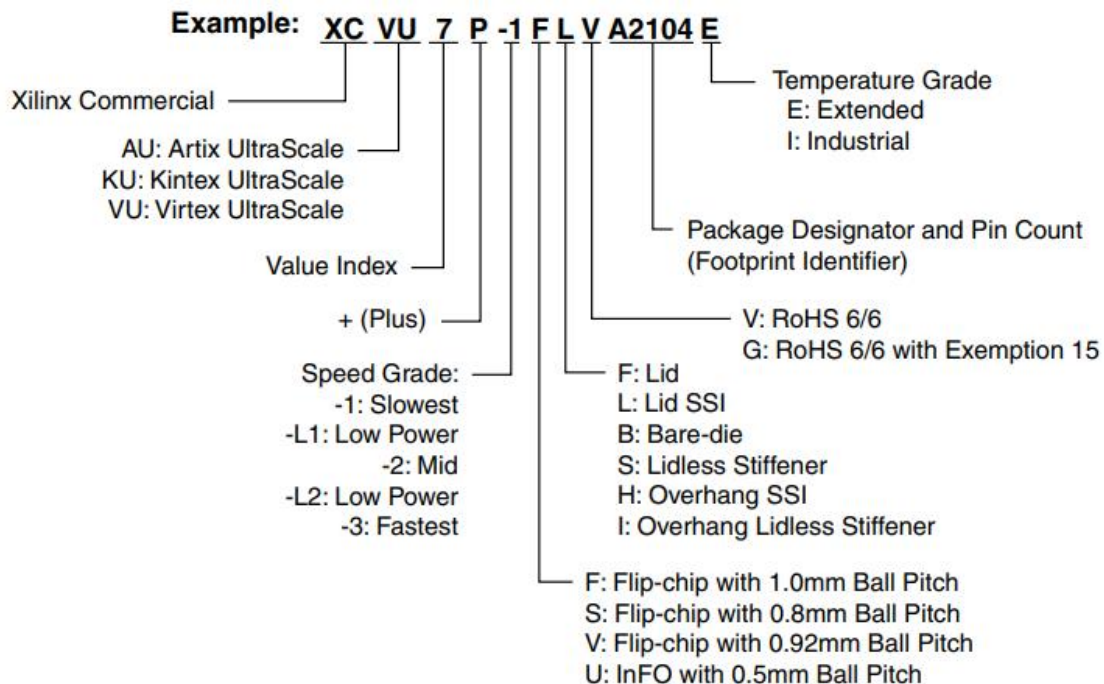 Example: XC VU 7 P -1 F L V A2104 E
Xilinx Commercial
AU: Artix UltraScale
KU: Kintex UltraScale
VU: Virtex UltraScale
Value Index
+ (Plus)
Speed Grade:
-1: Slowest
-L1: Low Power
-2: Mid
-L2: Low Power
-3: Fastest
Temperature Grade
E: Extended
I: Industrial
Package Designator and Pin Count
(Footprint Identifier)
V: RoHS 6/6
G: RoHS 6/6 with Exemption 15
F: Lid
L: Lid SSI
B: Bare-die
S: Lidless Stiffener
H: Overhang SSI
I: Overhang Lidless Stiffener
F: Flip-chip with 1.0mm Ball Pitch
S: Flip-chip with 0.8mm Ball Pitch
V: Flip-chip with 0.92mm Ball Pitch
U: InFO with 0.5mm Ball Pitch